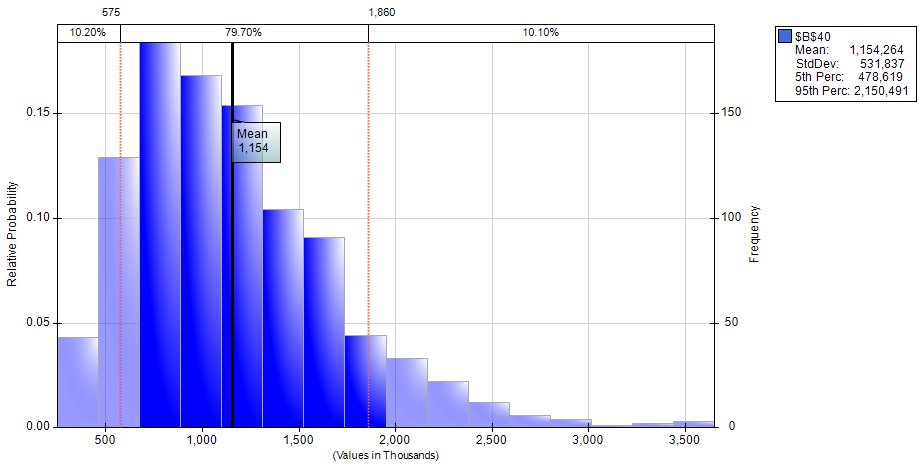 575 1,860
10.20% 79.70% 10.10%
$B$40
Mean: 1,154,264
StdDev: 531,837
5th Perc: 478,619
95th Perc: 2,150,491
0.15 150
Mean
1,154
0.10 100
Relative Probability
Frequency
0.05 50
0.00 0
500 1,000 1,500 2,000 2,500 3,000 3,500
(Values in Thousands)